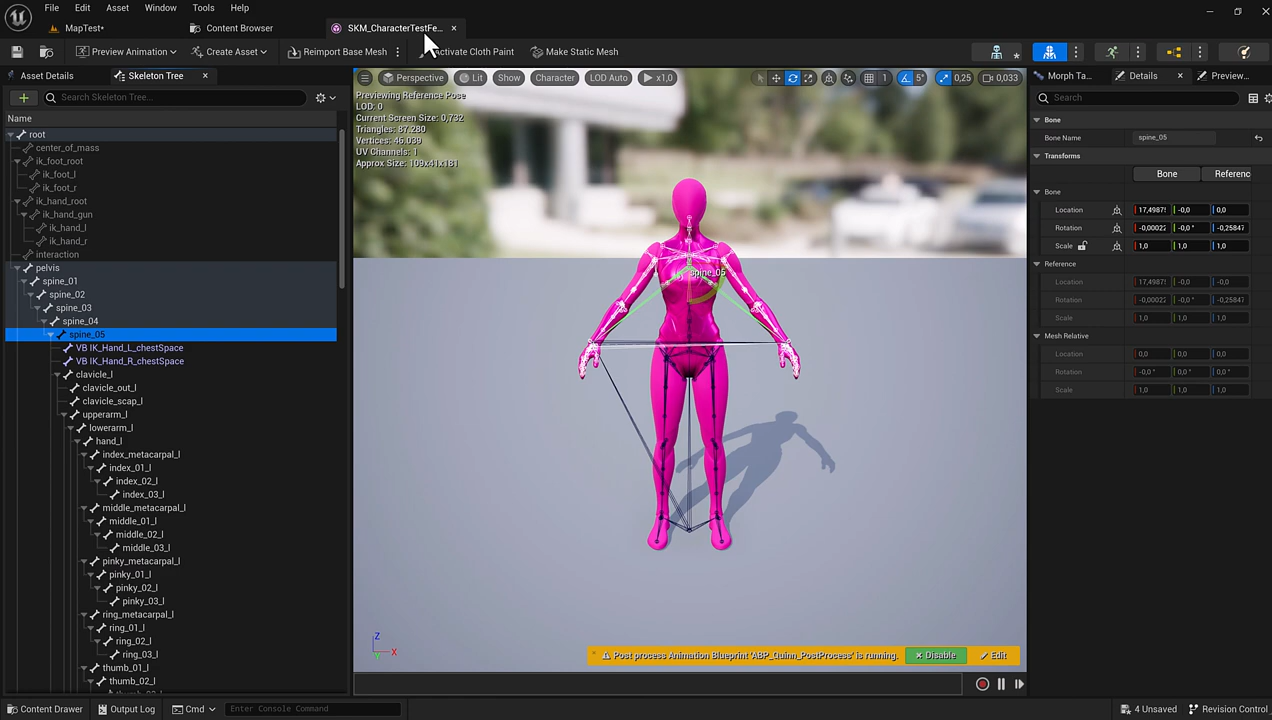 File Edit Asset Window Tools Help
MapTest* Content Browser SKM_CharacterTestFe...
Preview Animation Create Asset Reimport Base Mesh Activate Cloth Paint Make Static Mesh
Asset Details Skeleton Tree
Search Skeleton Tree...
Name
root
center_of_mass
ik_foot_root
ik_foot_l
ik_foot_r
ik_hand_root
ik_hand_gun
ik_hand_l
ik_hand_r
interaction
pelvis
spine_01
spine_02
spine_03
spine_04
spine_05
VB IK_Hand_L_chestSpace
VB IK_Hand_R_chestSpace
clavicle_l
clavicle_out_l
clavicle_scap_l
upperarm_l
lowerarm_l
hand_l
index_metacarpal_l
index_01_l
index_02_l
index_03_l
middle_metacarpal_l
middle_01_l
middle_02_l
middle_03_l
pinky_metacarpal_l
pinky_01_l
pinky_02_l
pinky_03_l
ring_metacarpal_l
ring_01_l
ring_02_l
ring_03_l
thumb_01_l
Perspective Lit Show Character LOD Auto x1,0 1 5° 0,25 0,033
Previewing Reference Pose
LOD: 0
Current Screen Size: 0,732
Triangles: 87.280
Vertices: 46.039
UV Channels: 1
Approx Size: 109x41x181
spine_05
Z
X
Y
Post process Animation Blueprint 'ABP_Quinn_PostProcess' is running. Disable Edit
Morph Ta... Details Preview...
Search
Bone
Bone Name spine_05
Transforms
Bone Referenc
Bone
Location 17,4987 -0,0 0,0
Rotation -0,0002 -0,0 ° -0,25847
Scale 1,0 1,0 1,0
Reference
Location 17,4987 -0,0 -0,0
Rotation -0,0002 -0,0 ° -0,25847
Scale 1,0 1,0 1,0
Mesh Relative
Location 0,0 0,0 0,0
Rotation -0,0 ° 0,0 ° 0,0 °
Scale 1,0 1,0 1,0
Content Drawer Output Log Cmd Enter Console Command 4 Unsaved Revision Control